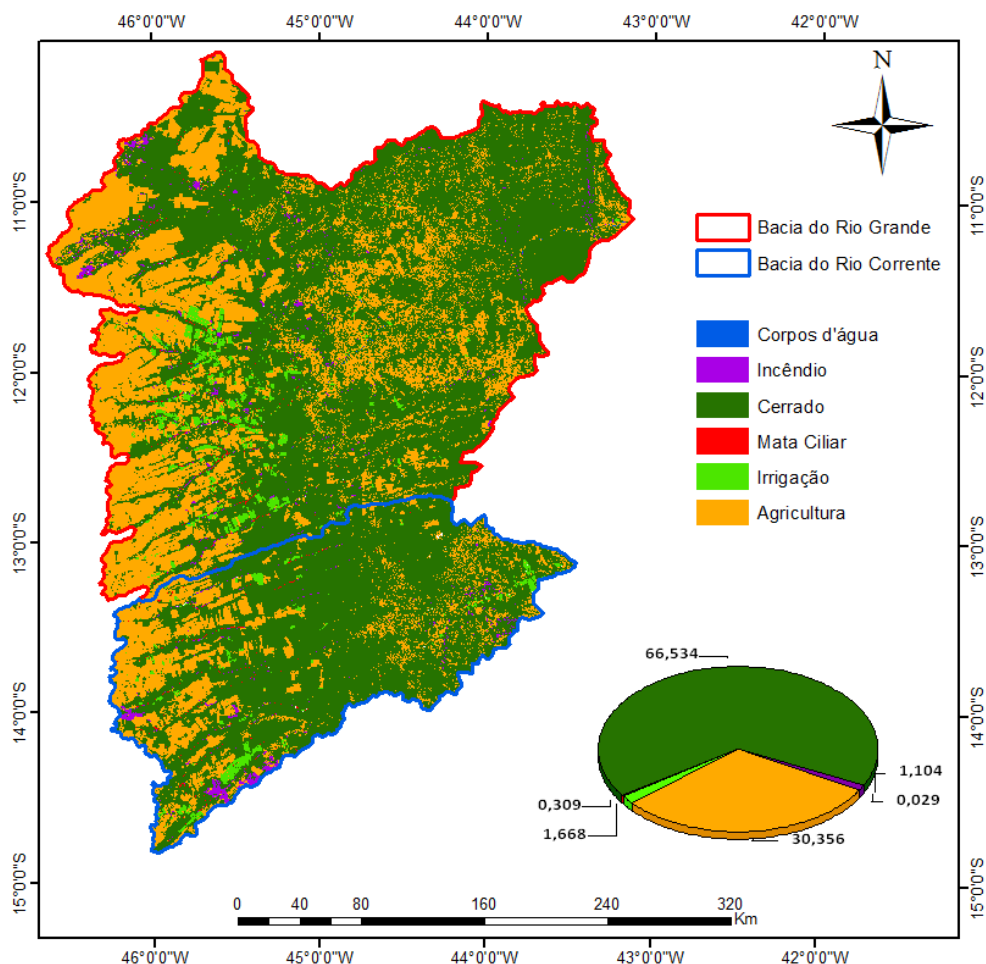 46°0'0"W 45°0'0"W 44°0'0"W 43°0'0"W 42°0'0"W
N
11°0'0"S
11°0'0"S
Bacia do Rio Grande
Bacia do Rio Corrente
Corpos d'água
Incêndio
12°0'0"S
12°0'0"S
Cerrado
Mata Ciliar
Irrigação
Agricultura
13°0'0"S
13°0'0"S
66,534
14°0'0"S
14°0'0"S
1,104
0,029
0,309
1,668
30,356
15°0'0"S
15°0'0"S
0 40 80 160 240 320
Km
46°0'0"W 45°0'0"W 44°0'0"W 43°0'0"W 42°0'0"W